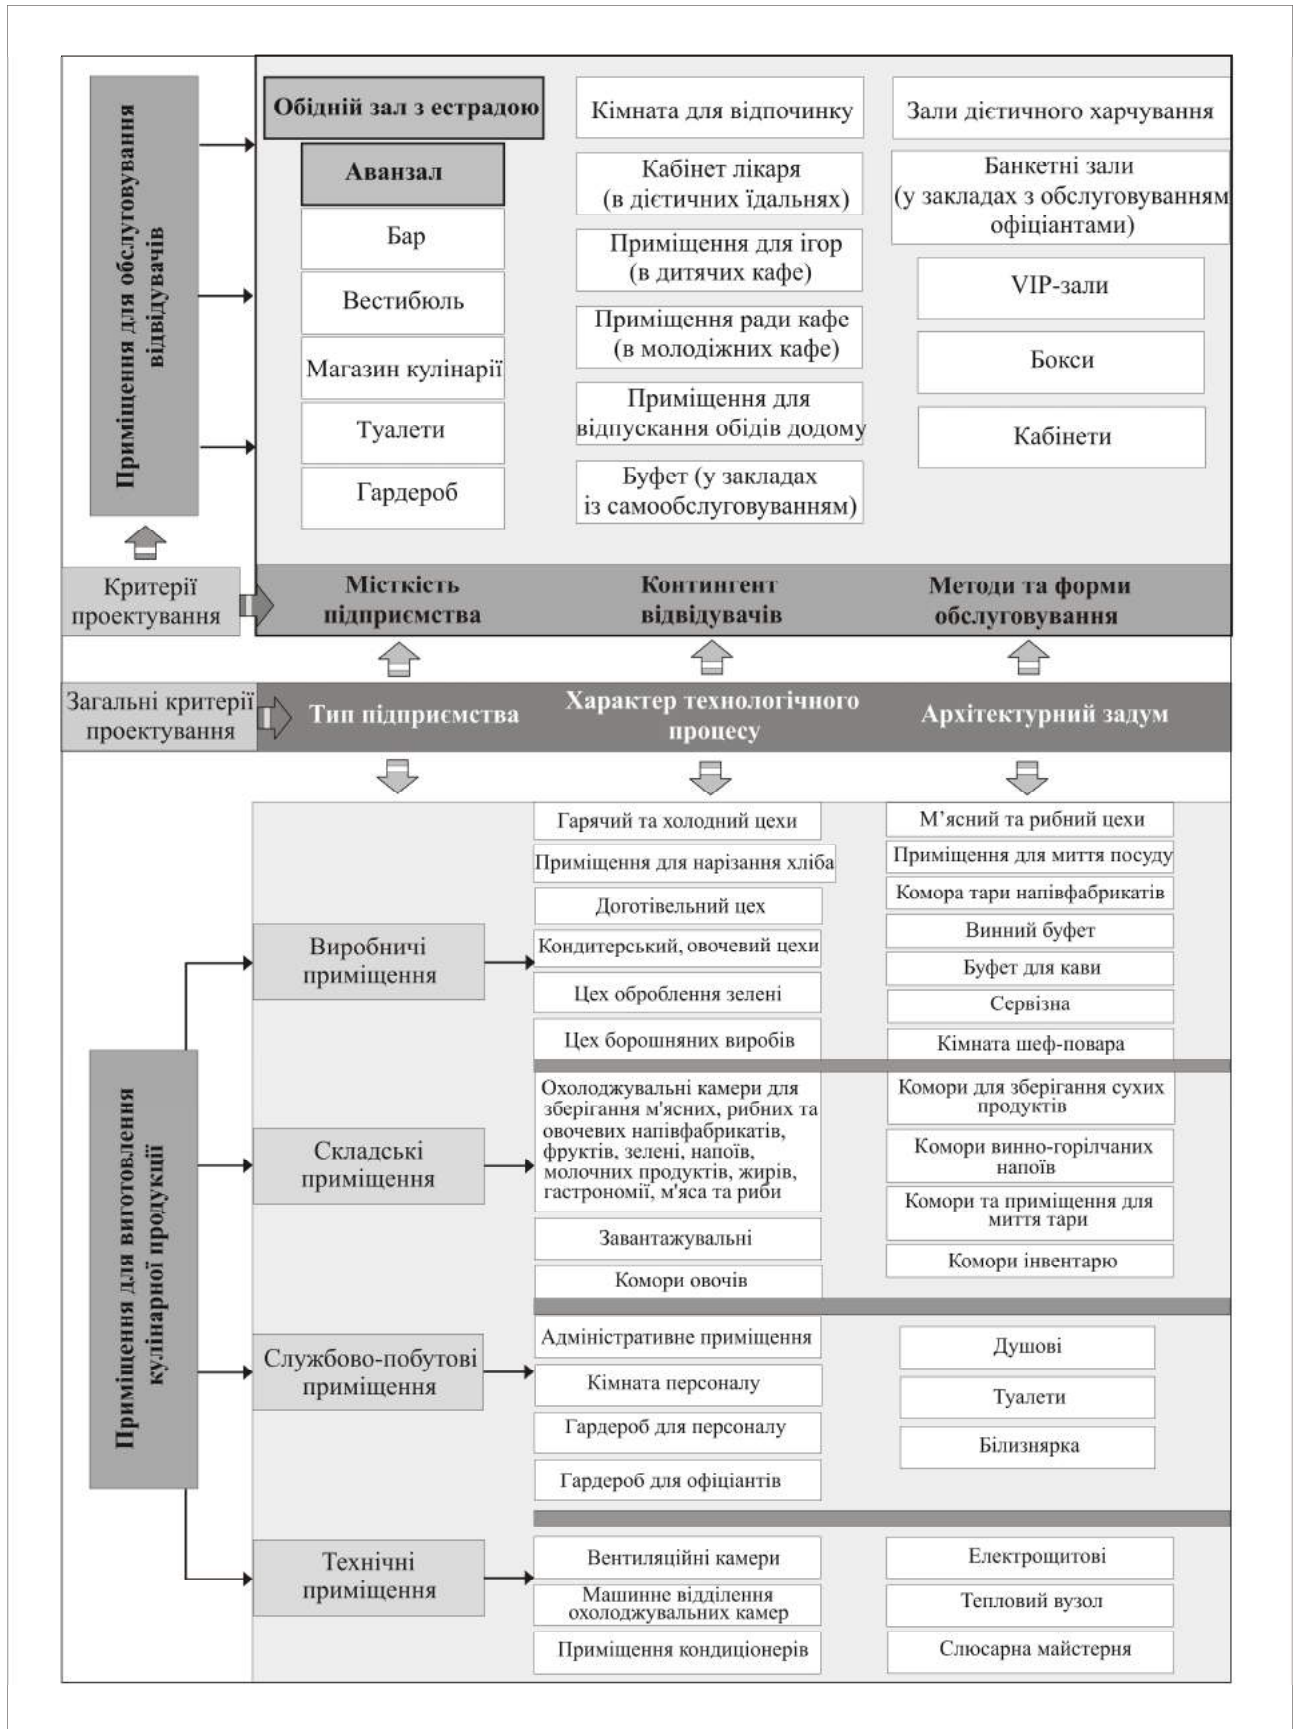 Приміщення для обслуговування
відвідувачів
Обідній зал з естрадою
Аванзал
Бар
Вестибюль
Магазин кулінарії
Туалети
Гардероб
Кімната для відпочинку
Кабінет лікаря
(в дієтичних їдальнях)
Приміщення для ігор
(в дитячих кафе)
Приміщення ради кафе
(в молодіжних кафе)
Приміщення для
відпускання обідів додому
Буфет (у закладах
із самообслуговуванням)
Зали дієтичного харчування
Банкетні зали
(у закладах з обслуговуванням
офіціантами)
VIP-зали
Бокси
Кабінети
Критерії
проектування
Місткість
підприємства
Контингент
відвідувачів
Методи та форми
обслуговування
Загальні критерії
проектування
Тип підприємства
Характер технологічного
процесу
Архітектурний задум
Приміщення для виготовлення
кулінарної продукції
Виробничі
приміщення
Гарячий та холодний цехи
Приміщення для нарізання хліба
Доготівельний цех
Кондитерський, овочевий цехи
Цех оброблення зелені
Цех борошняних виробів
М’ясний та рибний цехи
Приміщення для миття посуду
Комора тари напівфабрикатів
Винний буфет
Буфет для кави
Сервізна
Кімната шеф-повара
Складські
приміщення
Охолоджувальні камери для
зберігання м'ясних, рибних та
овочевих напівфабрикатів,
фруктів, зелені, напоїв,
молочних продуктів, жирів,
гастрономії, м'яса та риби
Завантажувальні
Комори овочів
Комори для зберігання сухих
продуктів
Комори винно-горілчаних
напоїв
Комори та приміщення для
миття тари
Комори інвентарю
Службово-побутові
приміщення
Адміністративне приміщення
Кімната персоналу
Гардероб для персоналу
Гардероб для офіціантів
Душові
Туалети
Білизнярка
Технічні
приміщення
Вентиляційні камери
Машинне відділення
охолоджувальних камер
Приміщення кондиціонерів
Електрощитові
Тепловий вузол
Слюсарна майстерня